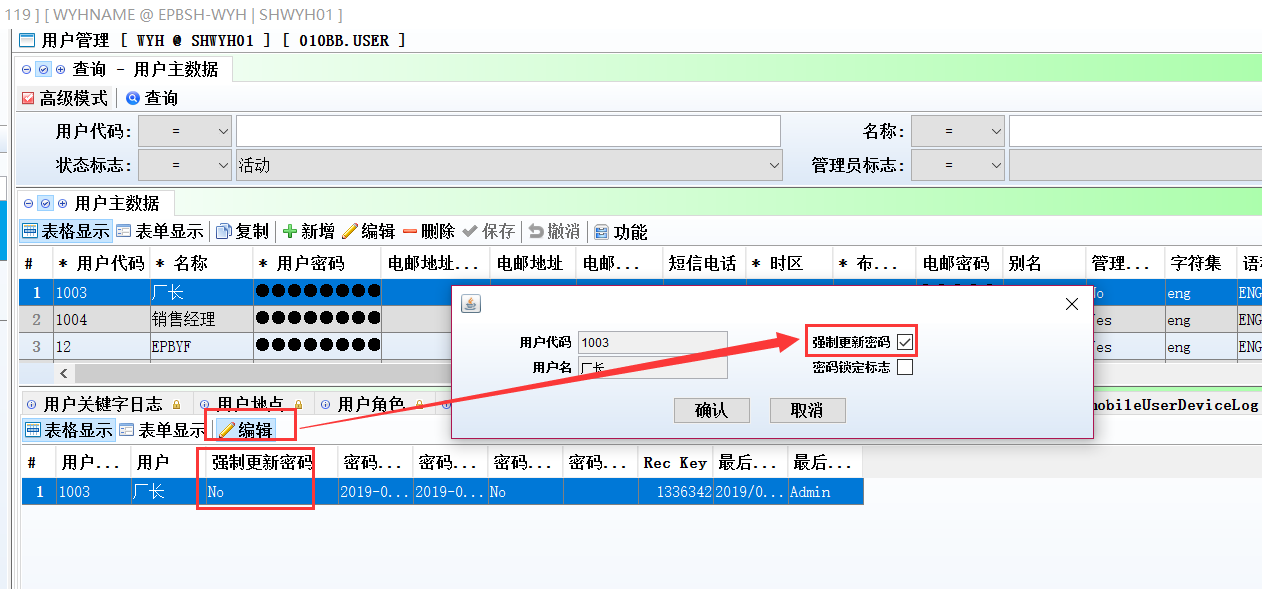 119 ] [ WYHNAME @ EPBSH-WYH | SHWYH01 ]
用户管理 [ WYH @ SHWYH01 ] [ 010BB.USER ]
查询 - 用户主数据
高级模式 查询
用户代码: = 名称: =
状态标志: = 活动 管理员标志: =
用户主数据
表格显示 表单显示 复制 新增 编辑 删除 保存 撤消 功能
# * 用户代码 * 名称 * 用户密码 电邮地址... 电邮地址 电邮... 短信电话 * 时区 * 布... 电邮密码 别名 管理... 字符集
1 1003 厂长 ●●●●●●●● No eng ENG
2 1004 销售经理 ●●●●●●●● Yes eng ENG
3 12 EPBYF ●●●●●●●● Yes eng ENG
用户代码 1003 强制更新密码
用户名 厂长 密码锁定标志
确认 取消
用户关键字日志 用户地点 用户角色 mobileUserDeviceLog
表格显示 表单显示 编辑
# 用户... 用户 强制更新密码 密码... 密码... 密码... 密码... Rec Key 最后... 最后...
1 1003 厂长 No 2019-0... 2019-0... No 1336342 2019/0... Admin